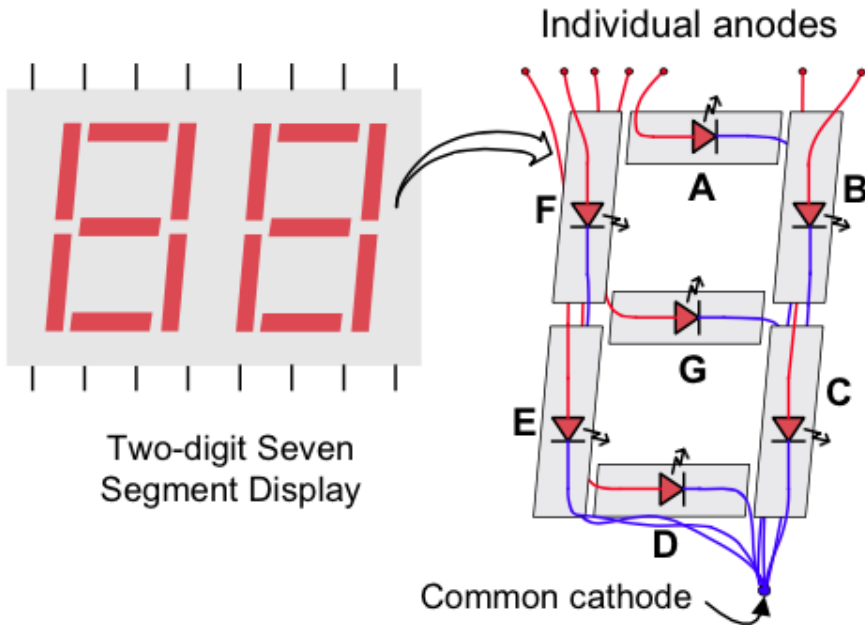 Individual anodes
A
B
F
G
E
C
D
Two-digit Seven
Segment Display
Common cathode